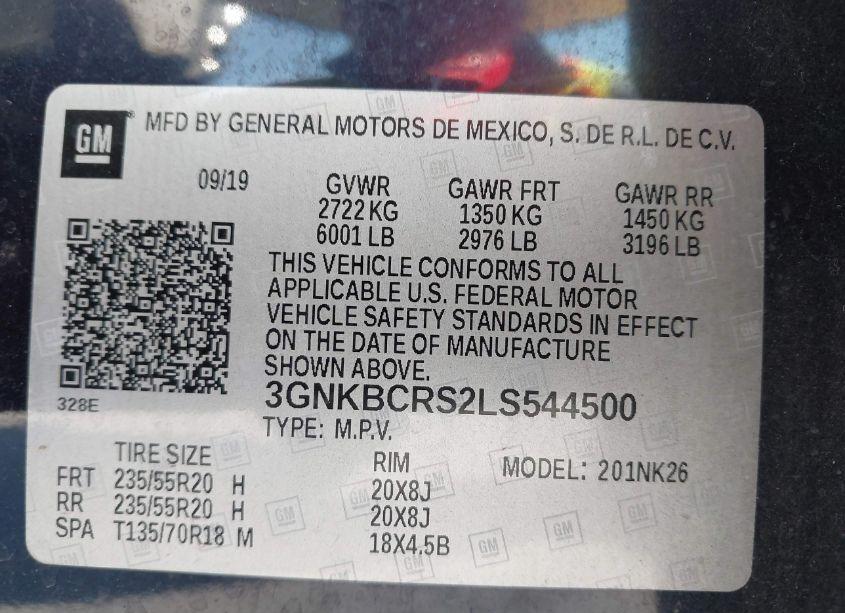 GM MFD BY GENERAL MOTORS DE MEXICO, S. DE R.L. DE C.V.
09/19 GVWR GAWR FRT GAWR RR
2722 KG 1350 KG 1450 KG
6001 LB 2976 LB 3196 LB
THIS VEHICLE CONFORMS TO ALL
APPLICABLE U.S. FEDERAL MOTOR
VEHICLE SAFETY STANDARDS IN EFFECT
ON THE DATE OF MANUFACTURE
SHOWN ABOVE.
328E
3GNKBCRS2LS544500
TYPE: M.P.V.
TIRE SIZE RIM MODEL: 201NK26
FRT 235/55R20 H 20X8J
RR 235/55R20 H 20X8J
SPA T135/70R18 M 18X4.5B